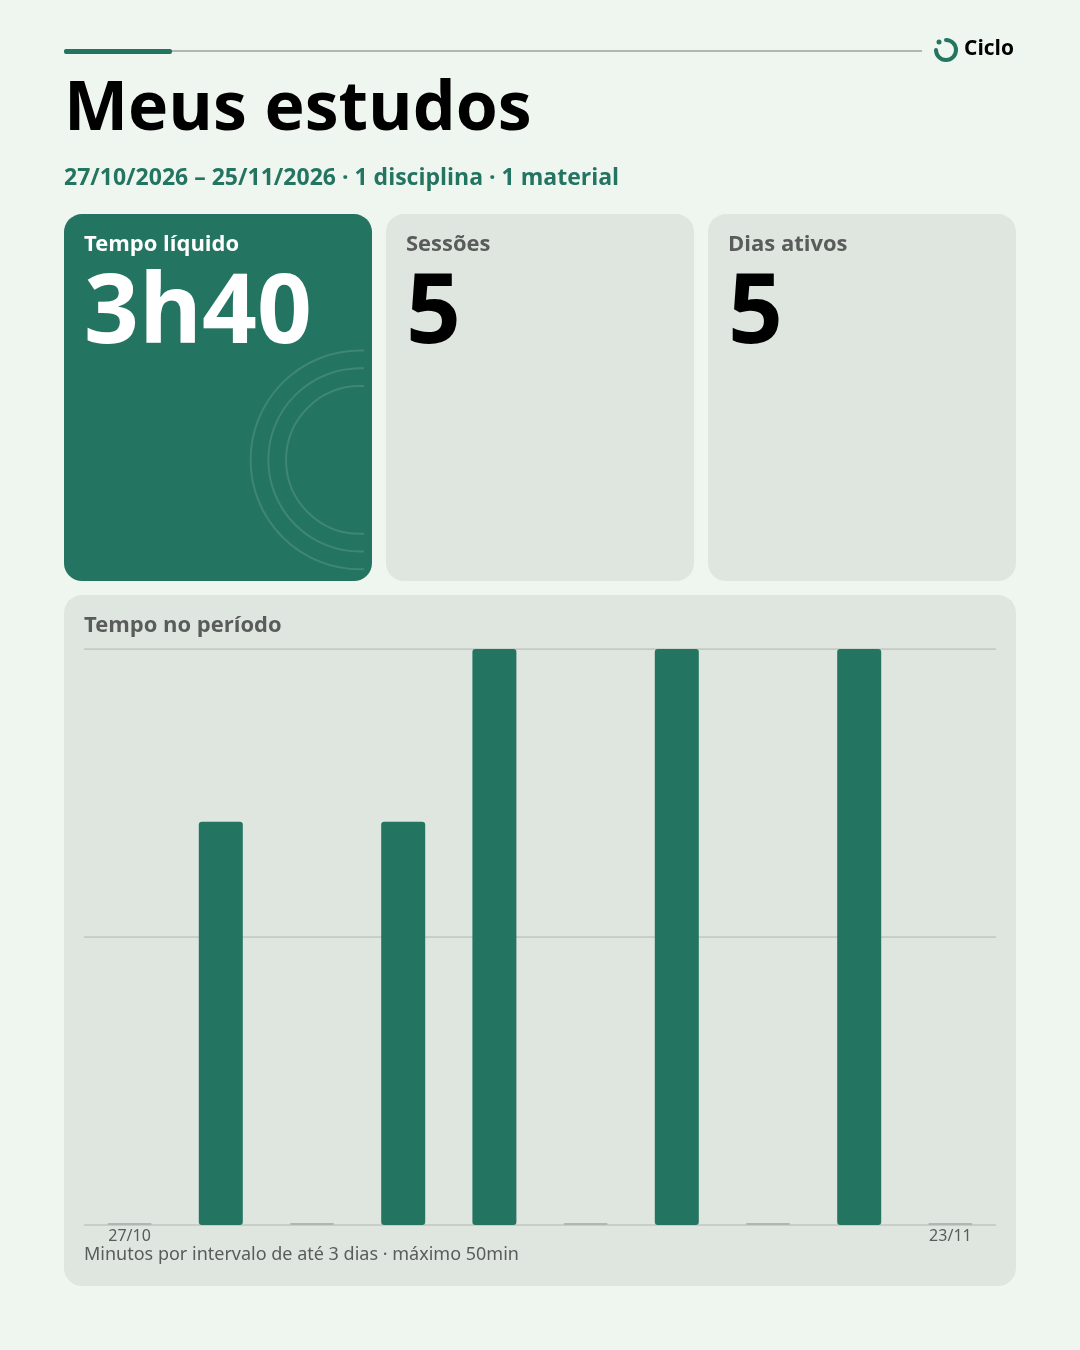 Ciclo
Meus estudos
27/10/2026 – 25/11/2026 · 1 disciplina · 1 material
Tempo líquido
3h40
Sessões
5
Dias ativos
5
Tempo no período
27/10
23/11
Minutos por intervalo de até 3 dias · máximo 50min